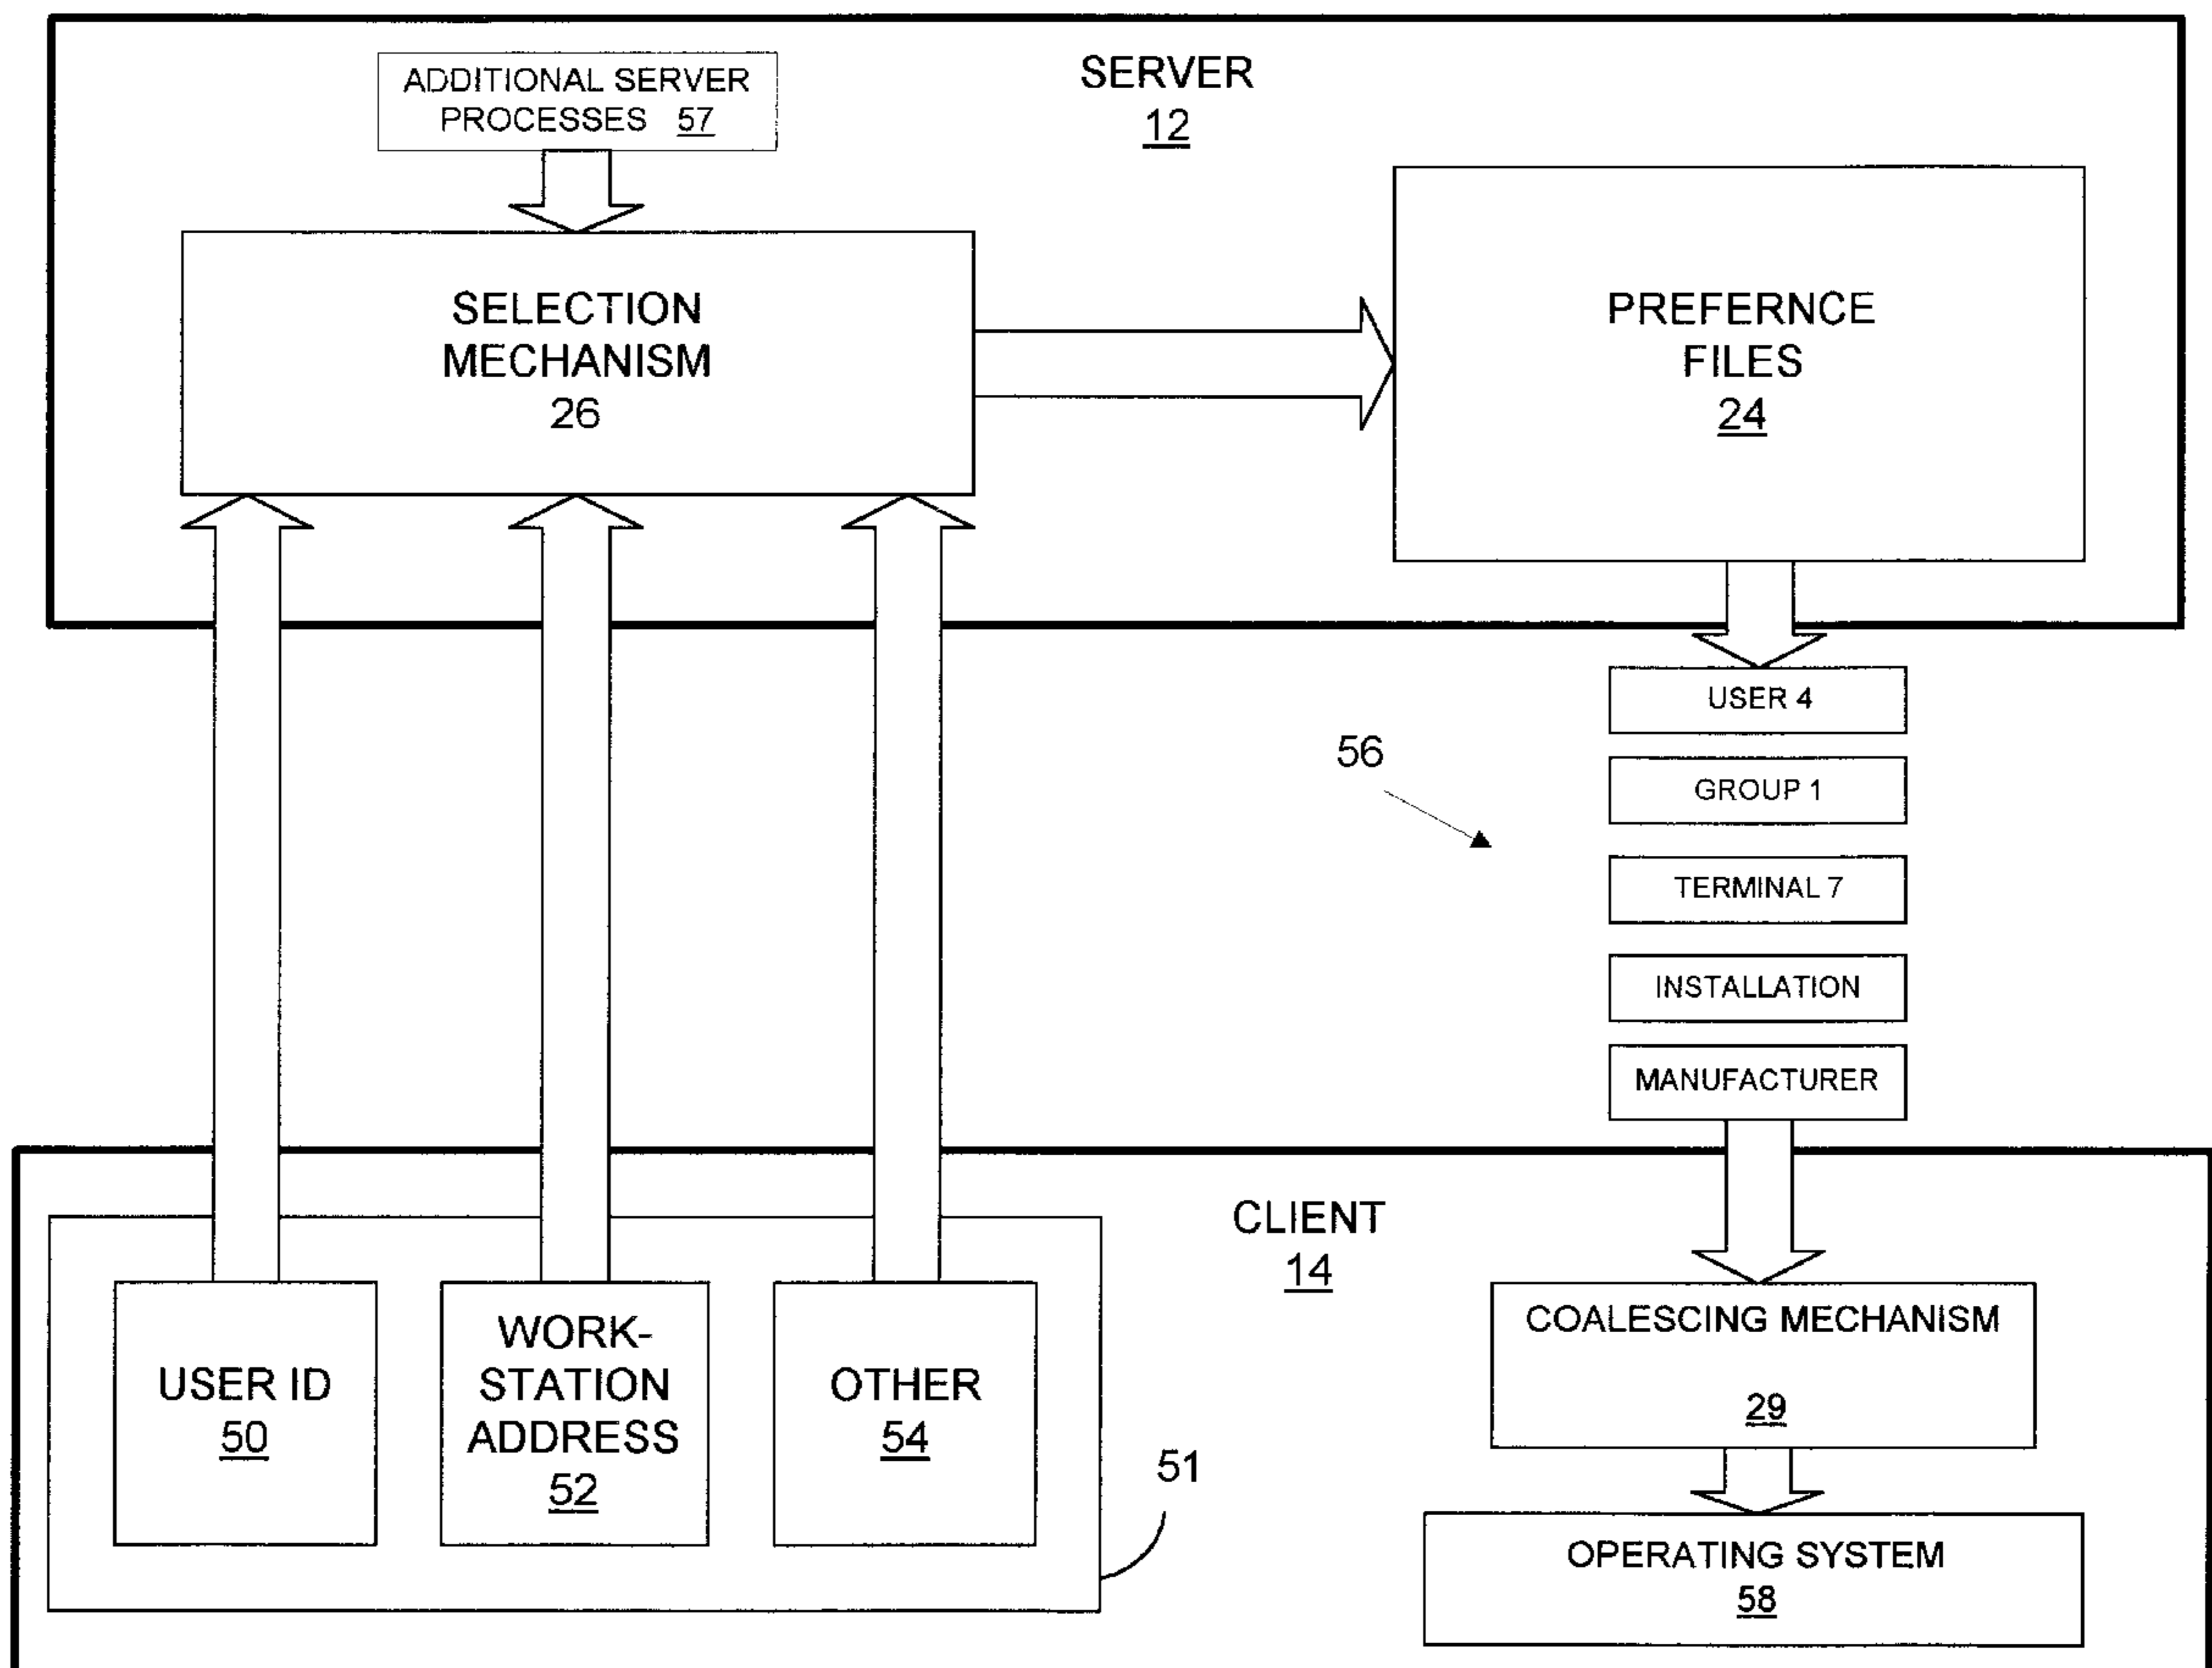 ADDITIONAL SERVER
PROCESSES 57
SERVER
12
SELECTION
MECHANISM
26
PREFERNCE
FILES
24
USER 4
56
GROUP 1
TERMINAL 7
INSTALLATION
MANUFACTURER
CLIENT
14
USER ID
50
WORK-
STATION
ADDRESS
52
OTHER
54
51
COALESCING MECHANISM
29
OPERATING SYSTEM
58